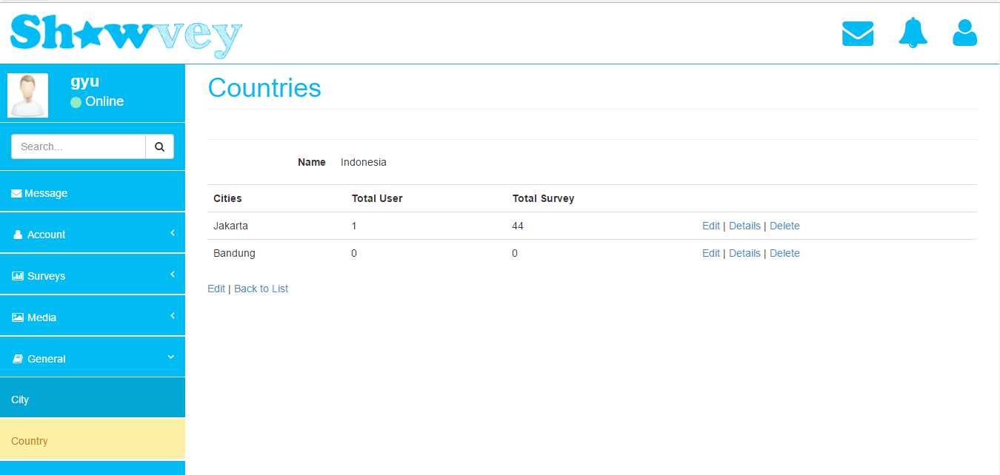 Sh★wvey
gyu
Online
Search...
Message
Account
Surveys
Media
General
City
Country
Countries
Name Indonesia
Cities Total User Total Survey
Jakarta 1 44 Edit | Details | Delete
Bandung 0 0 Edit | Details | Delete
Edit | Back to List